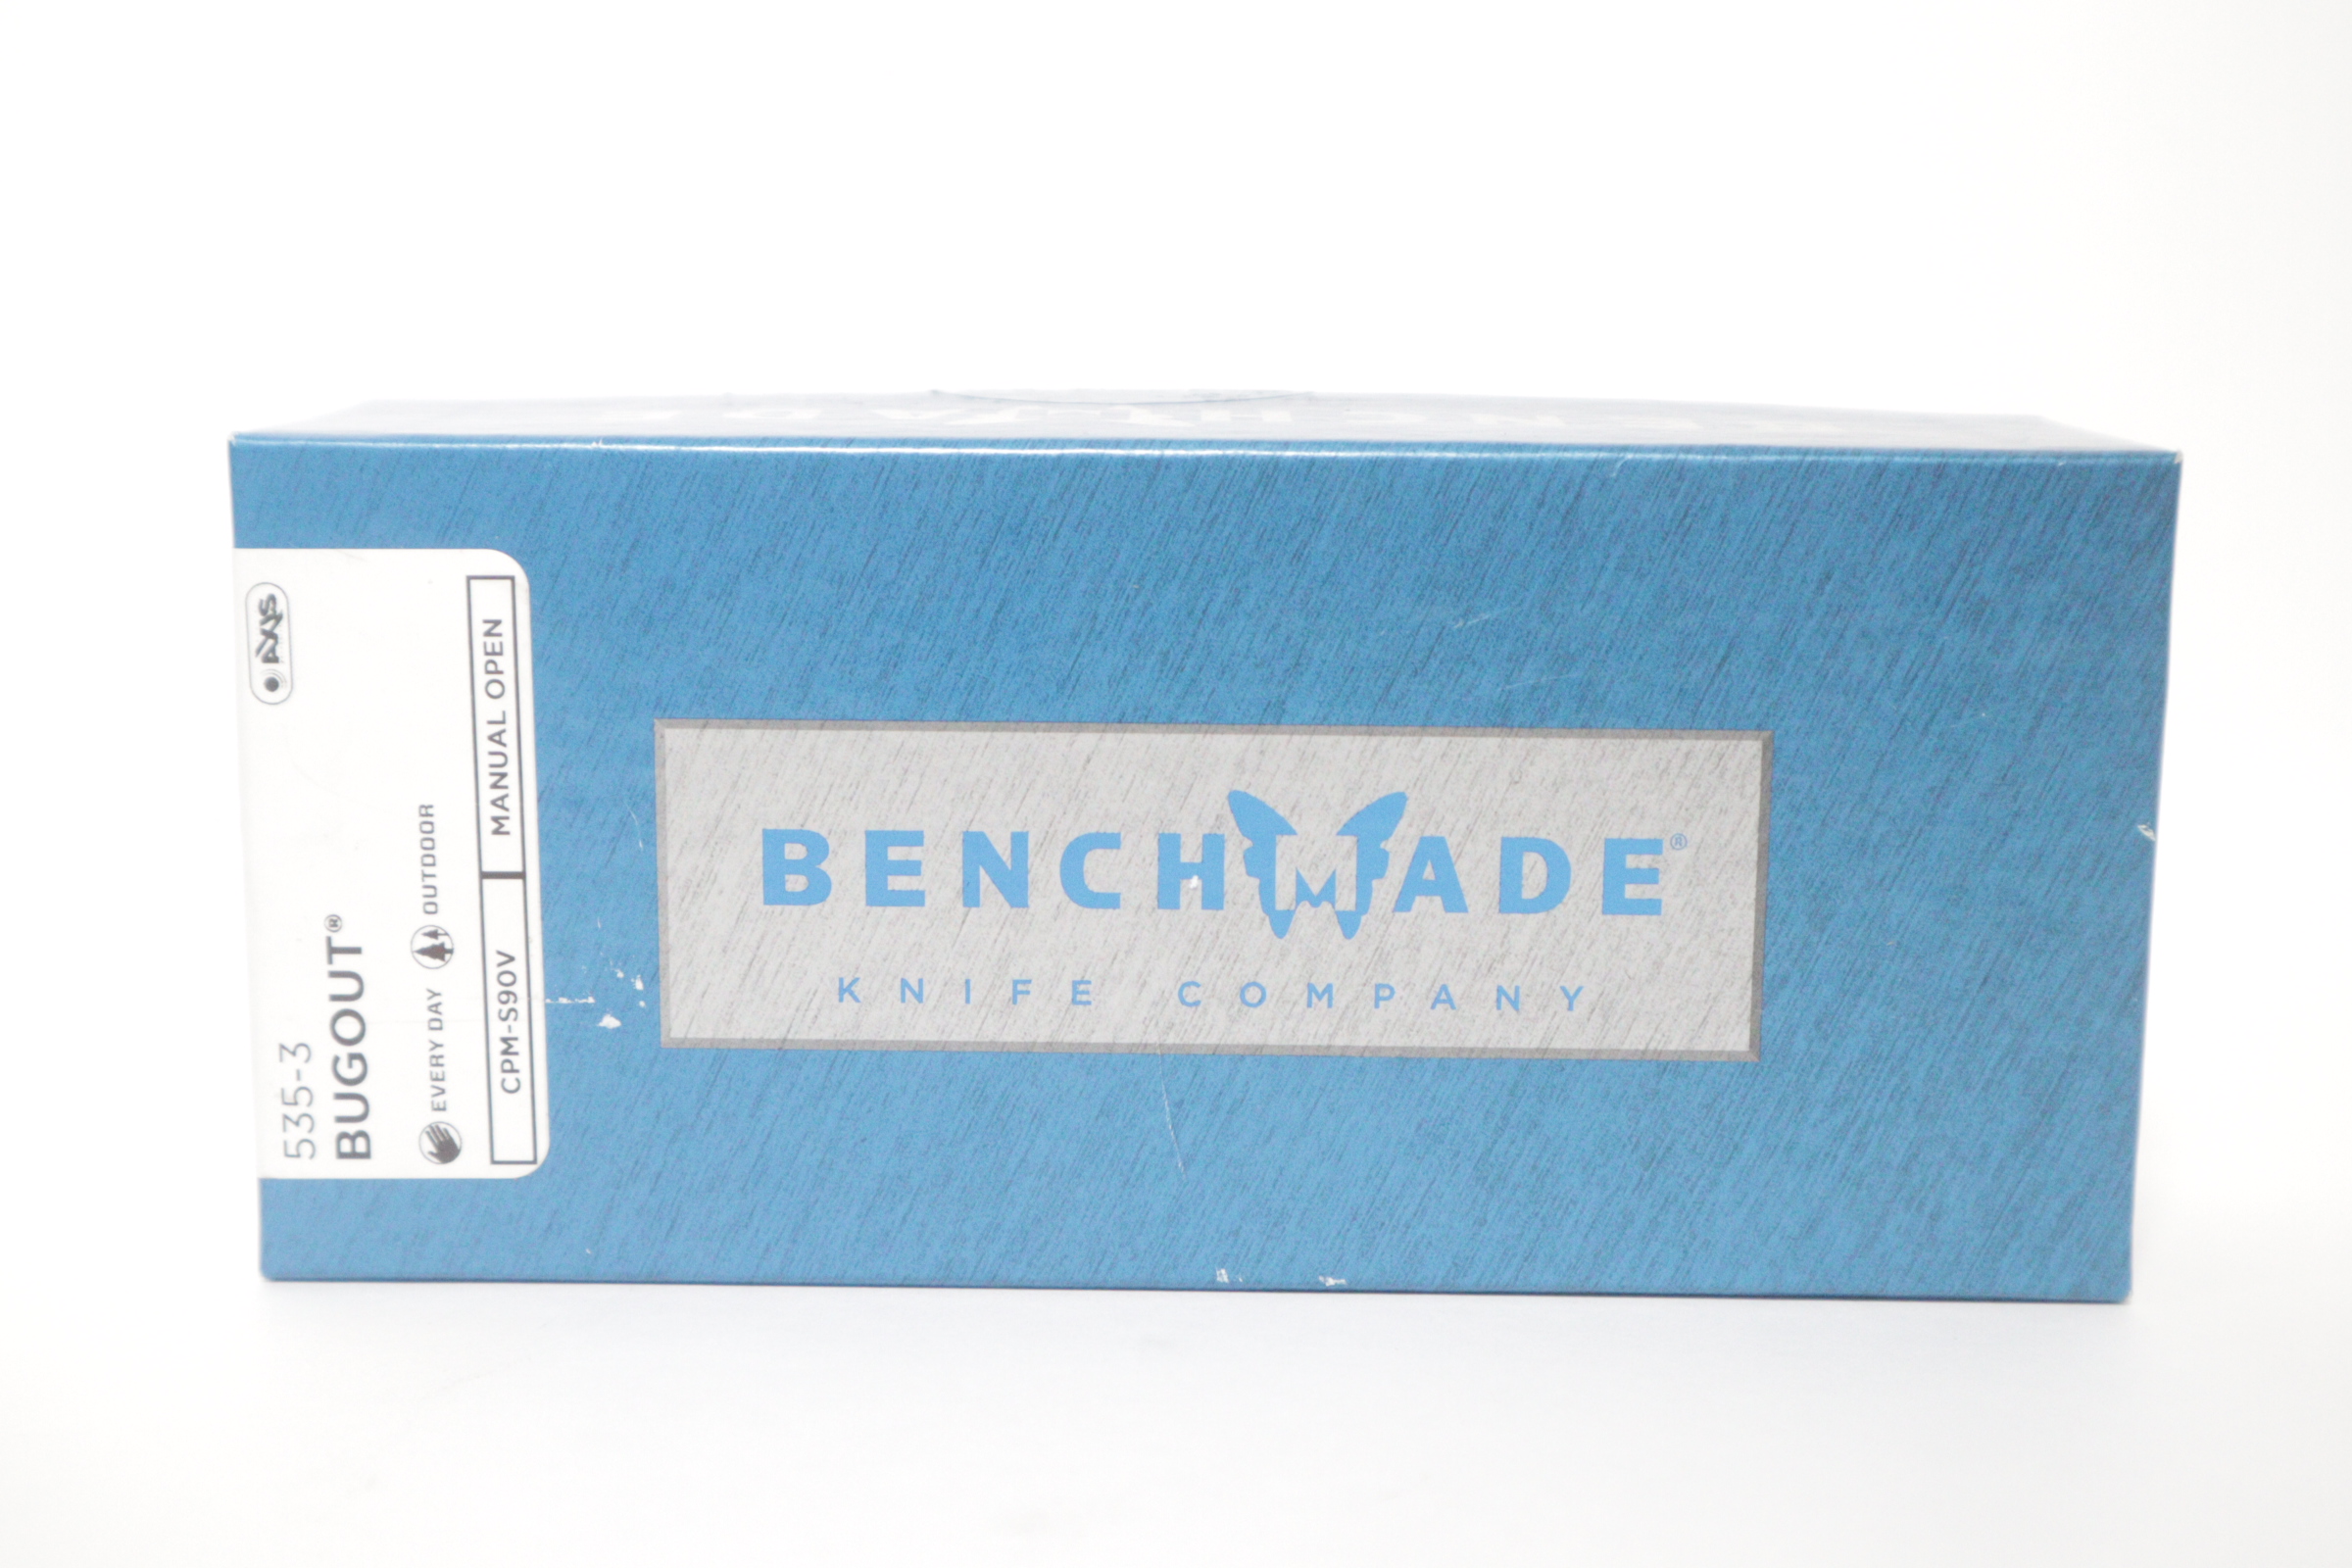 AXIS
535-3
BUGOUT®
EVERY DAY OUTDOOR
CPM-S90V MANUAL OPEN
BENCHMADE®
KNIFE COMPANY